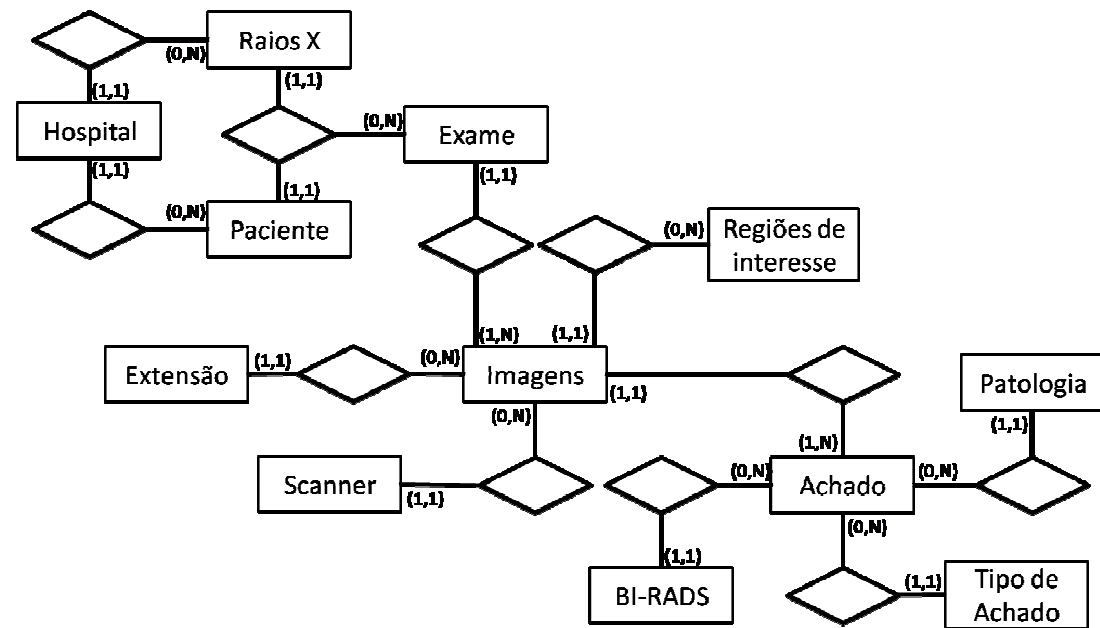 Raios X
(0,N)
(1,1)
(1,1)
Hospital
(0,N)
Exame
(1,1)
(1,1)
(1,1)
(0,N)
Paciente
(0,N)
Regiões de
interesse
(1,N)
(1,1)
Extensão
(1,1)
(0,N)
Imagens
(1,1)
Patologia
(0,N)
(1,1)
(1,N)
Scanner
(1,1)
(0,N)
Achado
(0,N)
(0,N)
(1,1)
BI-RADS
(1,1)
Tipo de
Achado